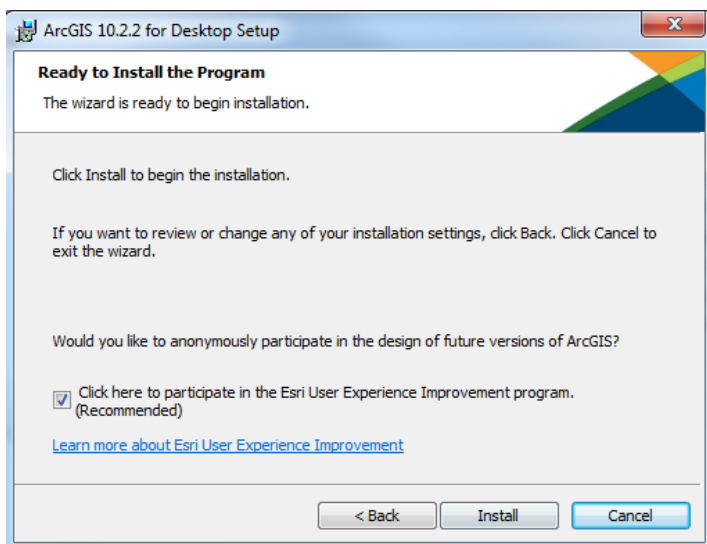 ArcGIS 10.2.2 for Desktop Setup
Ready to Install the Program
The wizard is ready to begin installation.
Click Install to begin the installation.
If you want to review or change any of your installation settings, click Back. Click Cancel to
exit the wizard.
Would you like to anonymously participate in the design of future versions of ArcGIS?
Click here to participate in the Esri User Experience Improvement program.
(Recommended)
Learn more about Esri User Experience Improvement
< Back Install Cancel